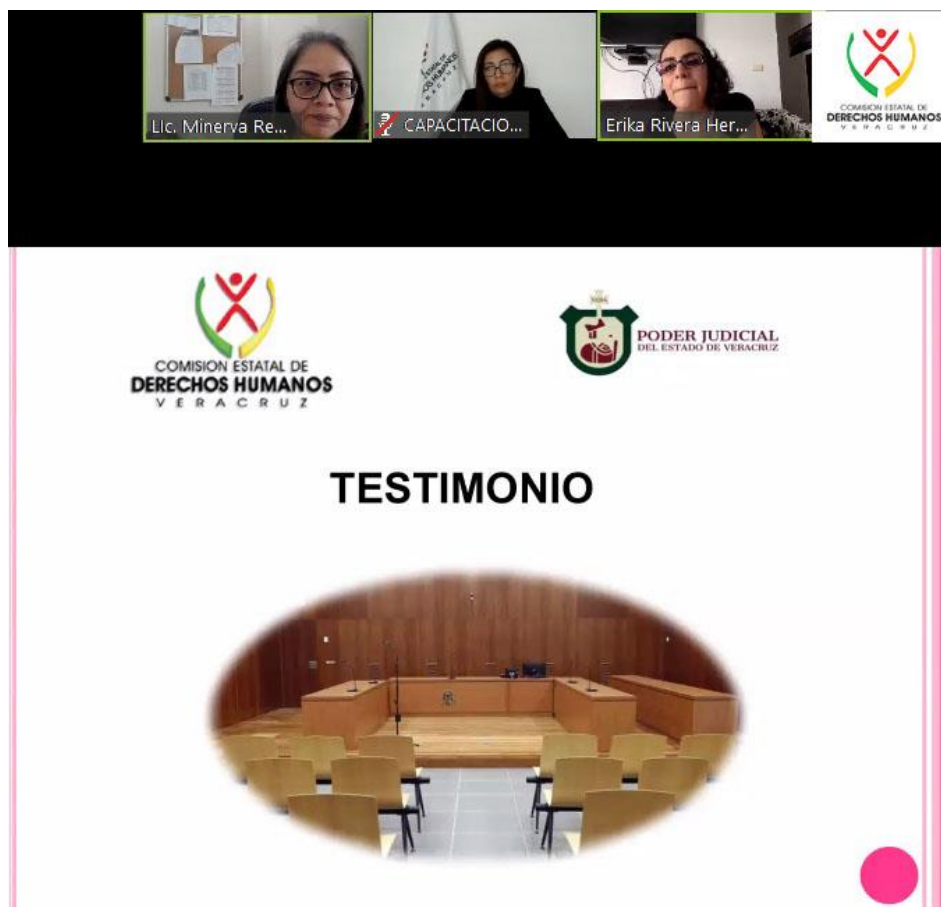 Lic. Minerva Re...
CAPACITACIO...
Erika Rivera Her...
COMISION ESTATAL DE
DERECHOS HUMANOS
VERACRUZ
COMISION ESTATAL DE
DERECHOS HUMANOS
VERACRUZ
PODER JUDICIAL
DEL ESTADO DE VERACRUZ
TESTIMONIO